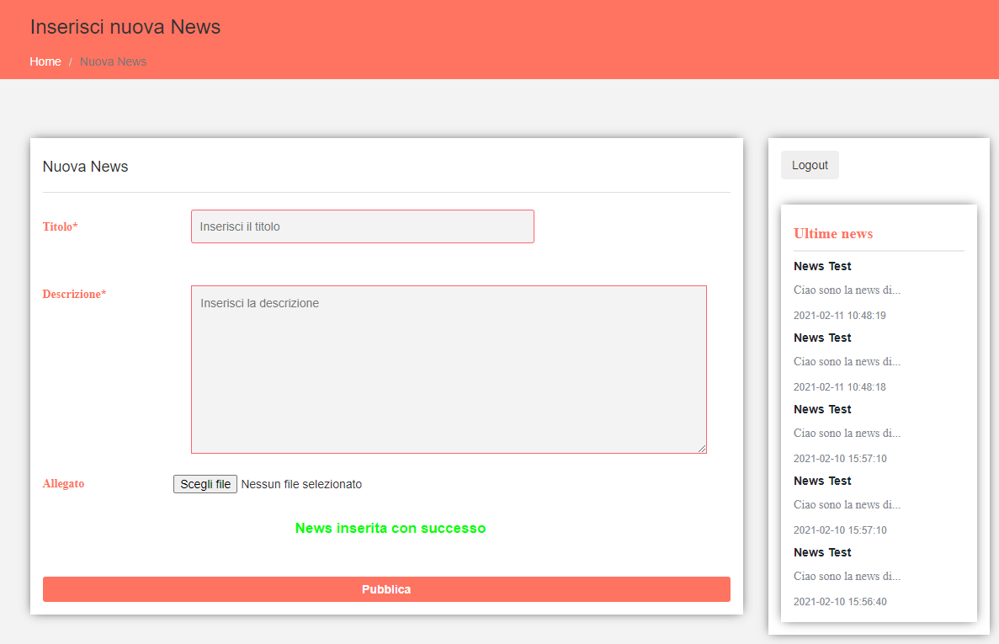 Inserisci nuova News
Home / Nuova News
Nuova News
Titolo*
Inserisci il titolo
Descrizione*
Inserisci la descrizione
Allegato
Scegli file Nessun file selezionato
News inserita con successo
Pubblica
Logout
Ultime news
News Test
Ciao sono la news di...
2021-02-11 10:48:19
News Test
Ciao sono la news di...
2021-02-11 10:48:18
News Test
Ciao sono la news di...
2021-02-10 15:57:10
News Test
Ciao sono la news di...
2021-02-10 15:57:10
News Test
Ciao sono la news di...
2021-02-10 15:56:40